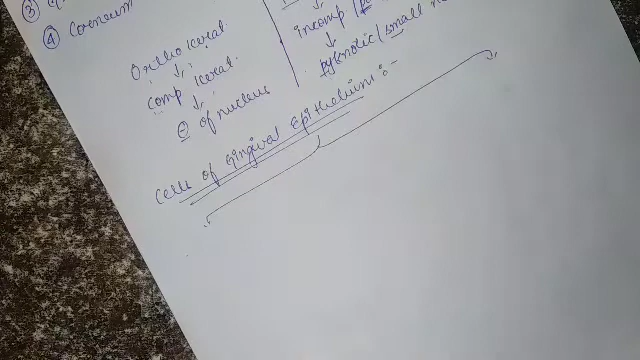 ④ Corneum
Ortho kerat.
↓
comp kerat.
↓
⊖ of nucleus
incomp
↓
pyknotic/small
Cells of Gingival Epithelium :-